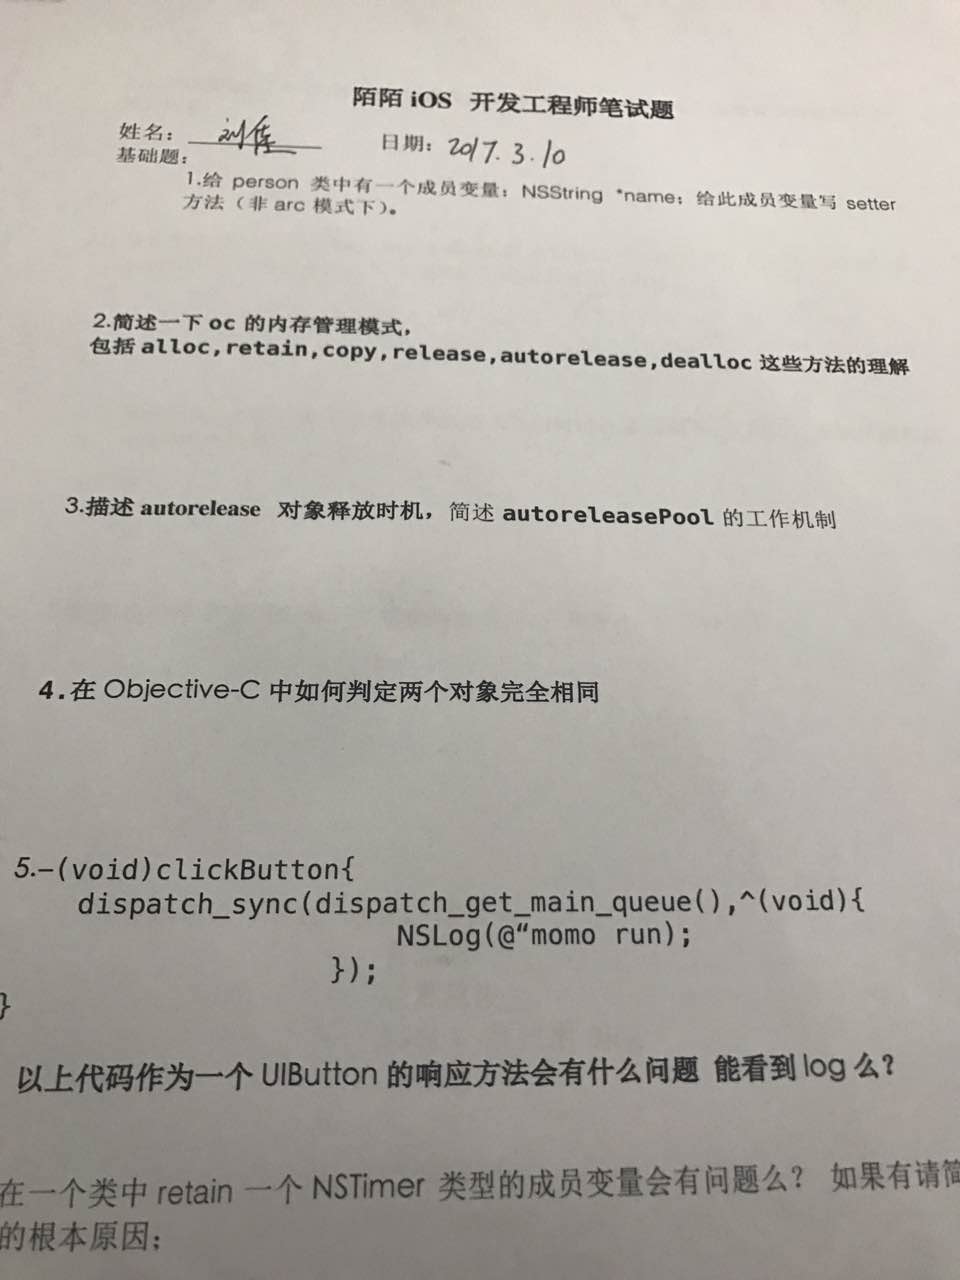 陌陌 iOS 开发工程师笔试题
姓名： 日期：2017.3.10
基础题：
1.给 person 类中有一个成员变量：NSString *name；给此成员变量写 setter
方法（非 arc 模式下）。
2.简述一下 oc 的内存管理模式，
包括 alloc,retain,copy,release,autorelease,dealloc 这些方法的理解
3.描述 autorelease 对象释放时机，简述 autoreleasePool 的工作机制
4.在 Objective-C 中如何判定两个对象完全相同
5.-(void)clickButton{
dispatch_sync(dispatch_get_main_queue(),^(void){
NSLog(@“momo run);
});
}
以上代码作为一个 UIButton 的响应方法会有什么问题 能看到 log 么？
在一个类中 retain 一个 NSTimer 类型的成员变量会有问题么？ 如果有请简
的根本原因；